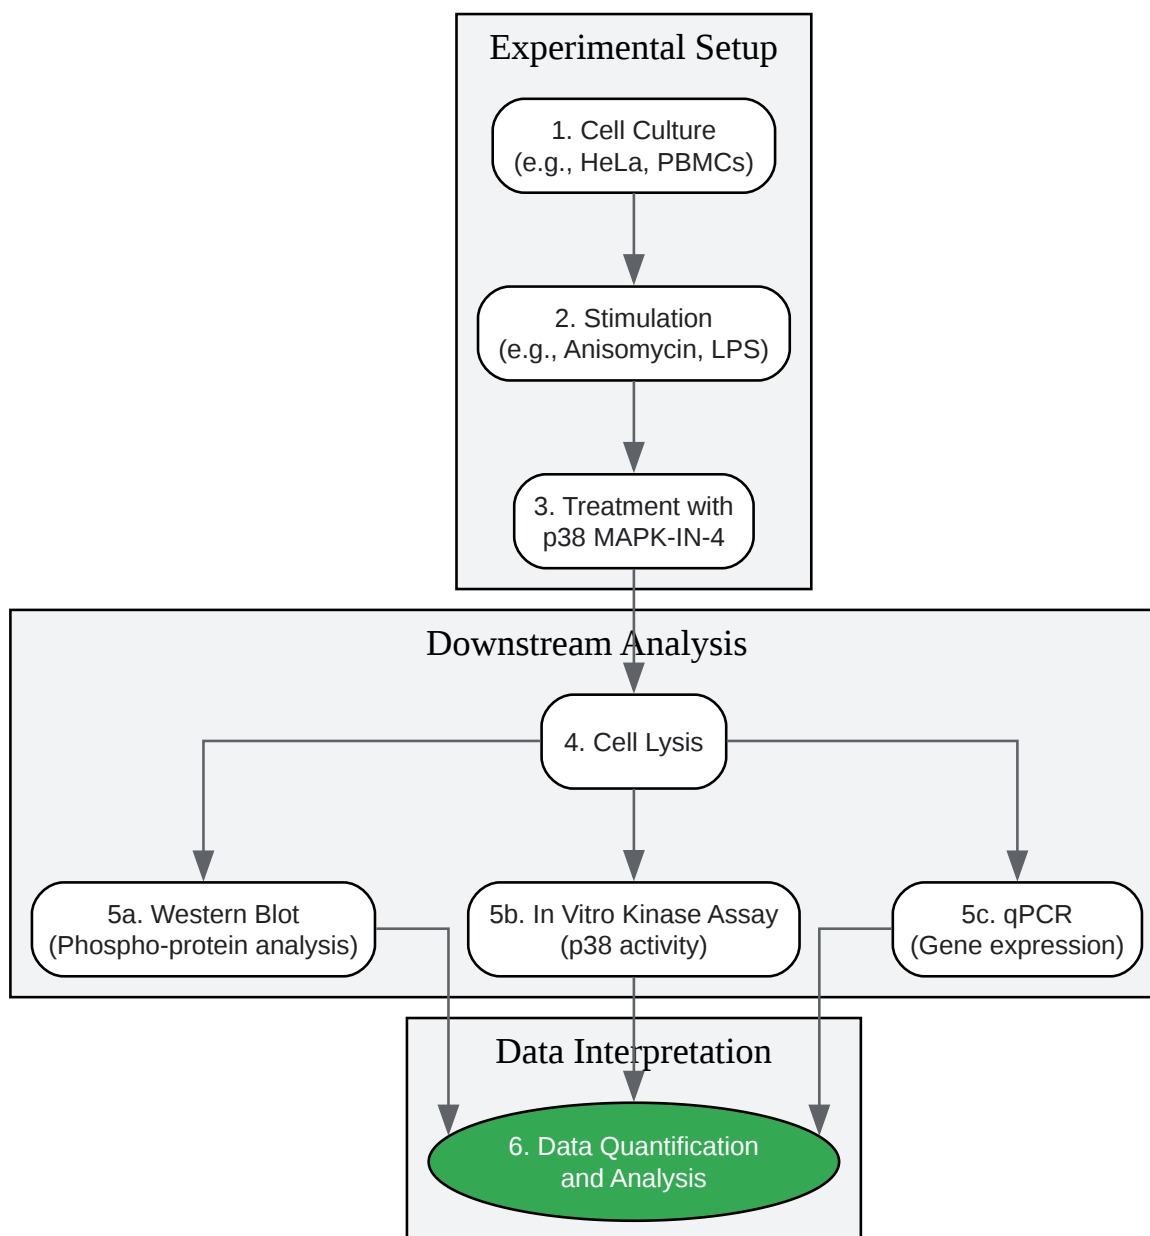 Experimental Setup
1. Cell Culture
(e.g., HeLa, PBMCs)
2. Stimulation
(e.g., Anisomycin, LPS)
3. Treatment with
p38 MAPK-IN-4
Downstream Analysis
4. Cell Lysis
5a. Western Blot
(Phospho-protein analysis)
5b. In Vitro Kinase Assay
(p38 activity)
5c. qPCR
(Gene expression)
Data Interpretation
6. Data Quantification
and Analysis